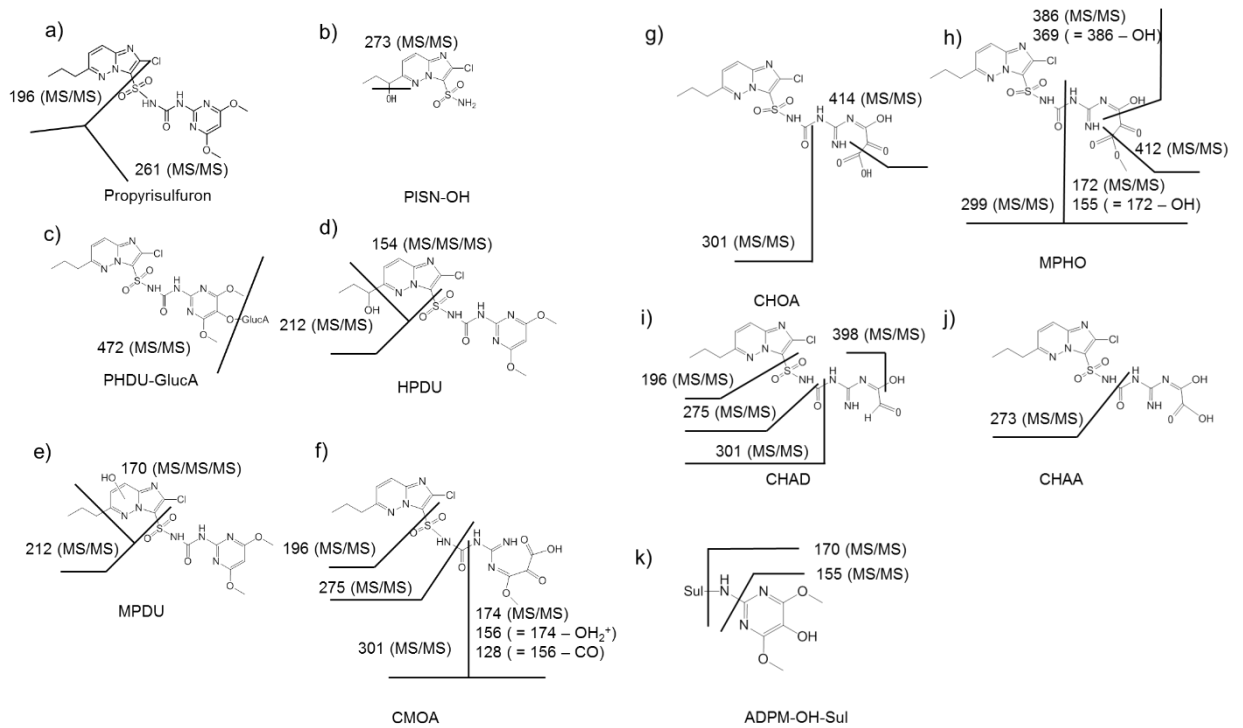 a)
196 (MS/MS)
261 (MS/MS)
Propyrisulfuron
b)
273 (MS/MS)
PISN-OH
c)
GlucA
472 (MS/MS)
PHDU-GlucA
d)
154 (MS/MS/MS)
212 (MS/MS)
HPDU
e)
170 (MS/MS/MS)
212 (MS/MS)
MPDU
f)
196 (MS/MS)
275 (MS/MS)
301 (MS/MS)
174 (MS/MS)
156 ( = 174 – OH₂⁺)
128 ( = 156 – CO)
CMOA
g)
414 (MS/MS)
301 (MS/MS)
CHOA
h)
386 (MS/MS)
369 ( = 386 – OH)
412 (MS/MS)
172 (MS/MS)
155 ( = 172 – OH)
299 (MS/MS)
MPHO
i)
398 (MS/MS)
196 (MS/MS)
275 (MS/MS)
301 (MS/MS)
CHAD
j)
273 (MS/MS)
CHAA
k)
170 (MS/MS)
155 (MS/MS)
Sul
ADPM-OH-Sul